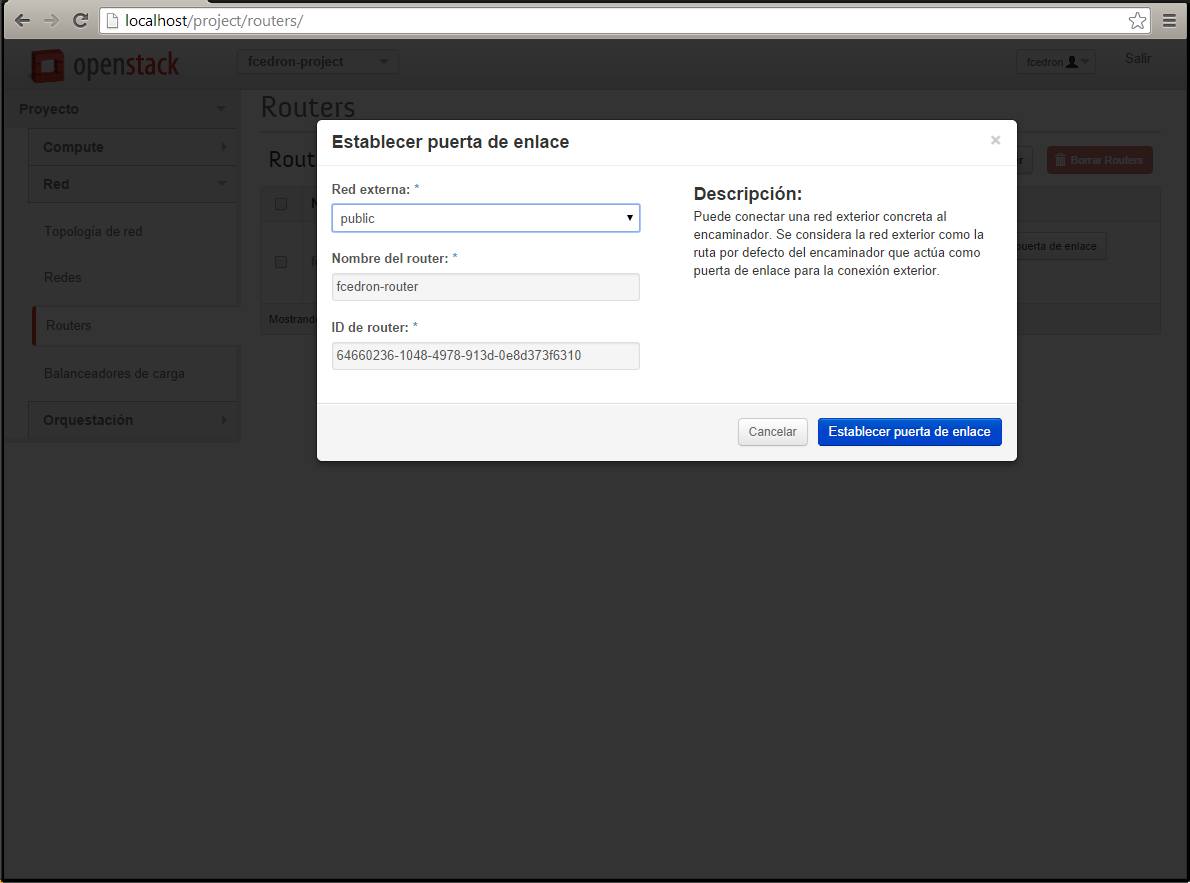 localhost/project/routers/
openstack
fcedron-project
fcedron
Salir
Proyecto
Compute
Red
Topología de red
Redes
Routers
Balanceadores de carga
Orquestación
Routers
Rout
Borrar Routers
puerta de enlace
Mostrand
Establecer puerta de enlace
×
Red externa: *
public
Nombre del router: *
fcedron-router
ID de router: *
64660236-1048-4978-913d-0e8d373f6310
Descripción:
Puede conectar una red exterior concreta al
encaminador. Se considera la red exterior como la
ruta por defecto del encaminador que actúa como
puerta de enlace para la conexión exterior.
Cancelar
Establecer puerta de enlace